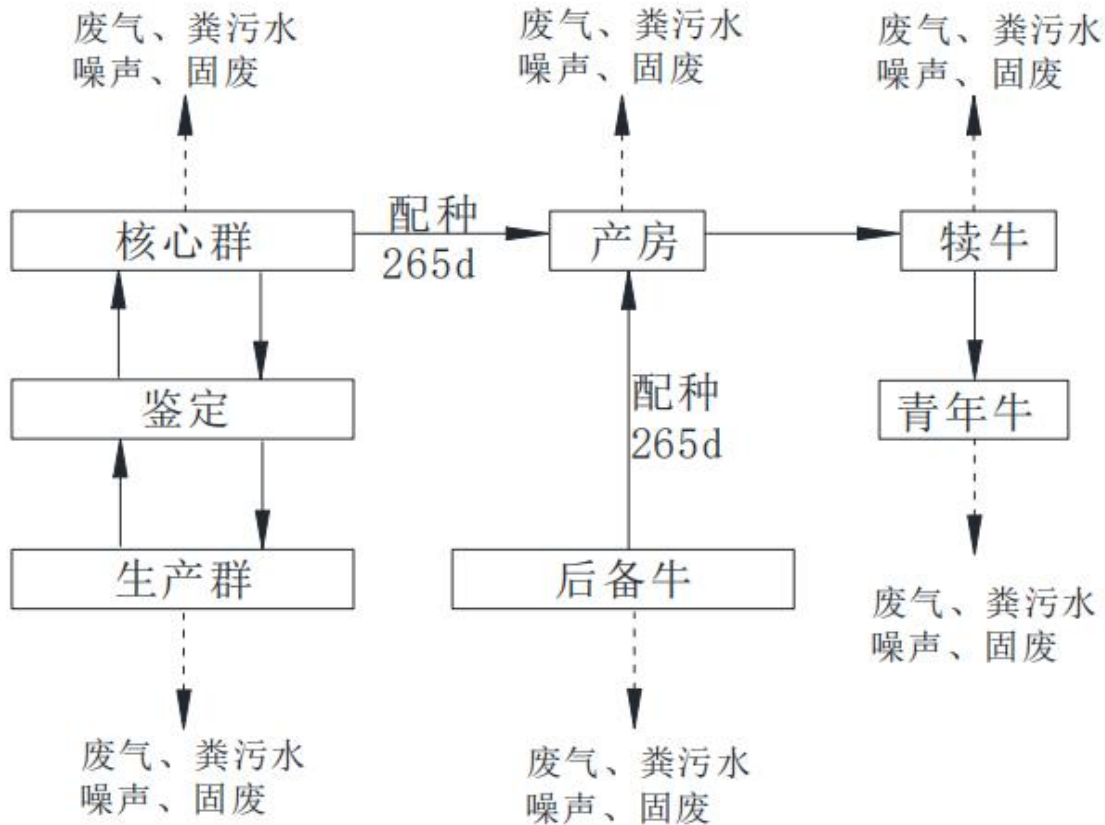 废气、粪污水
噪声、固废
废气、粪污水
噪声、固废
废气、粪污水
噪声、固废
核心群
配种
265d
产房
犊牛
鉴定
配种
265d
青年牛
生产群
后备牛
废气、粪污水
噪声、固废
废气、粪污水
噪声、固废
废气、粪污水
噪声、固废